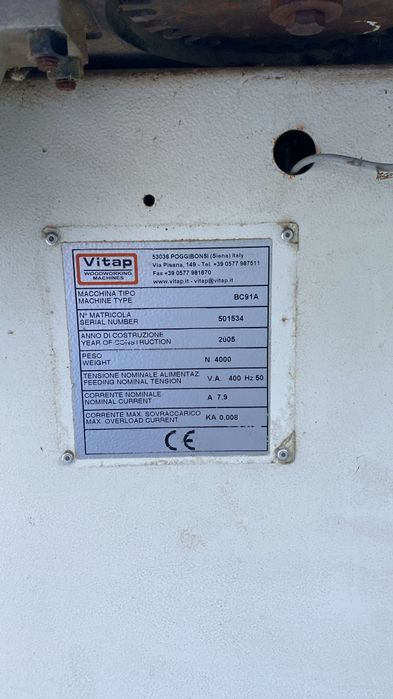 Vitap
WOODWORKING
MACHINES
53036 POGGIBONSI (Siena) Italy
Via Pisana, 149 - Tel. +39 0577 987511
Fax +39 0577 981670
www.vitap.it - vitap@vitap.it
MACCHINA TIPO
MACHINE TYPE
BC91A
N° MATRICOLA
SERIAL NUMBER
501534
ANNO DI COSTRUZIONE
YEAR OF CONSTRUCTION
2005
PESO
WEIGHT
N 4000
TENSIONE NOMINALE ALIMENTAZ.
FEEDING NOMINAL TENSION
V.A. 400 Hz 50
CORRENTE NOMINALE
NOMINAL CURRENT
A 7.9
CORRENTE MAX. SOVRACCARICO
MAX. OVERLOAD CURRENT
KA 0.008
CE